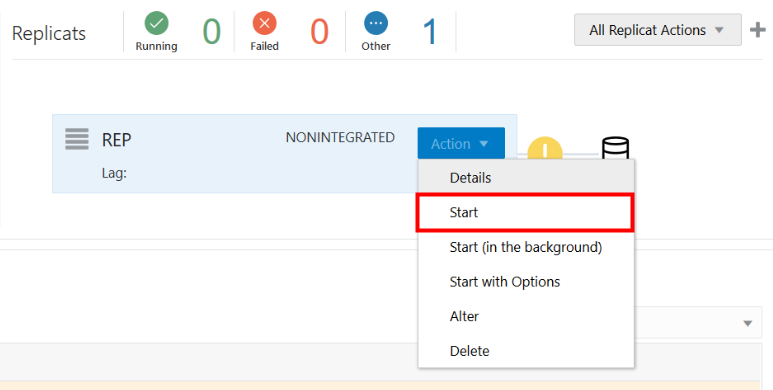 Replicats
Running 0
Failed 0
Other 1
All Replicat Actions
REP
NONINTEGRATED
Action
Lag:
Details
Start
Start (in the background)
Start with Options
Alter
Delete